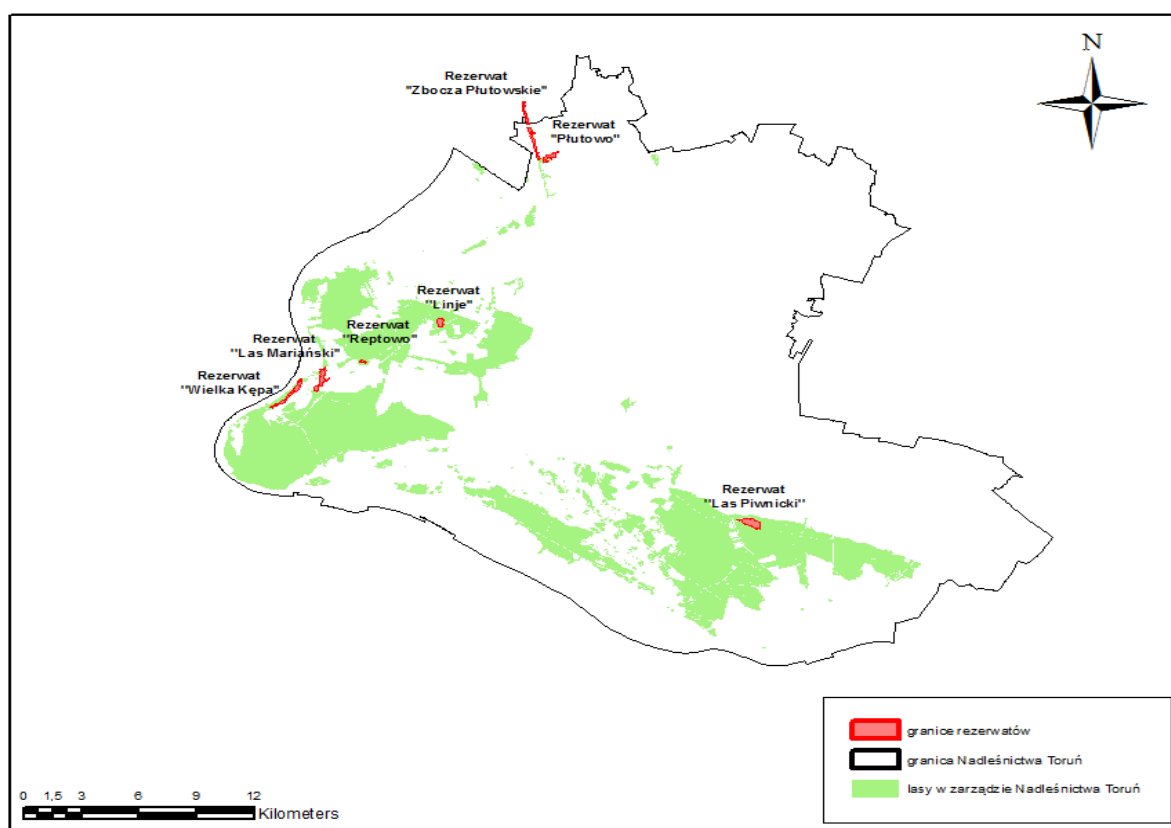 N
Rezerwat
"Zbocza Płutowskie"
Rezerwat
"Płutowo"
Rezerwat
"Linje"
Rezerwat
"Reptowo"
Rezerwat
"Las Mariański"
Rezerwat
"Wielka Kępa"
Rezerwat
"Las Piwnicki"
granice rezerwatów
granica Nadleśnictwa Toruń
lasy w zarządzie Nadleśnictwa Toruń
0 1,5 3 6 9 12
Kilometers